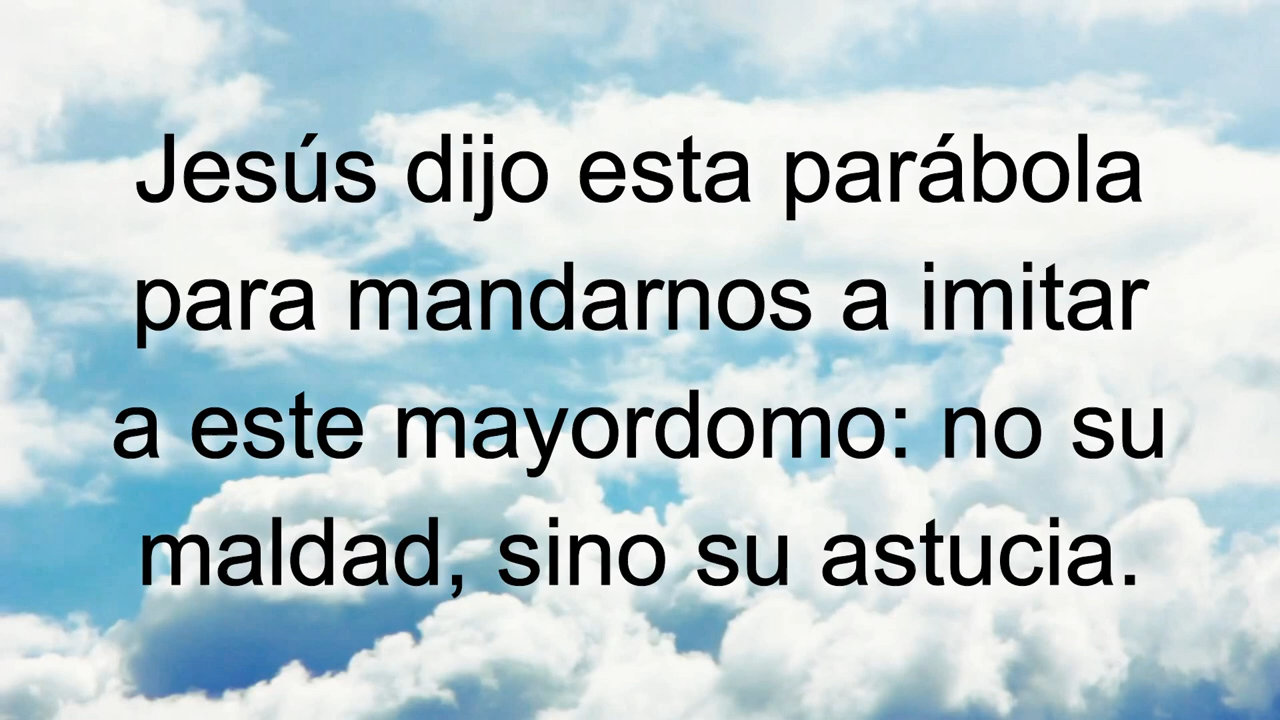 Jesús dijo esta parábola
para mandarnos a imitar
a este mayordomo: no su
maldad, sino su astucia.